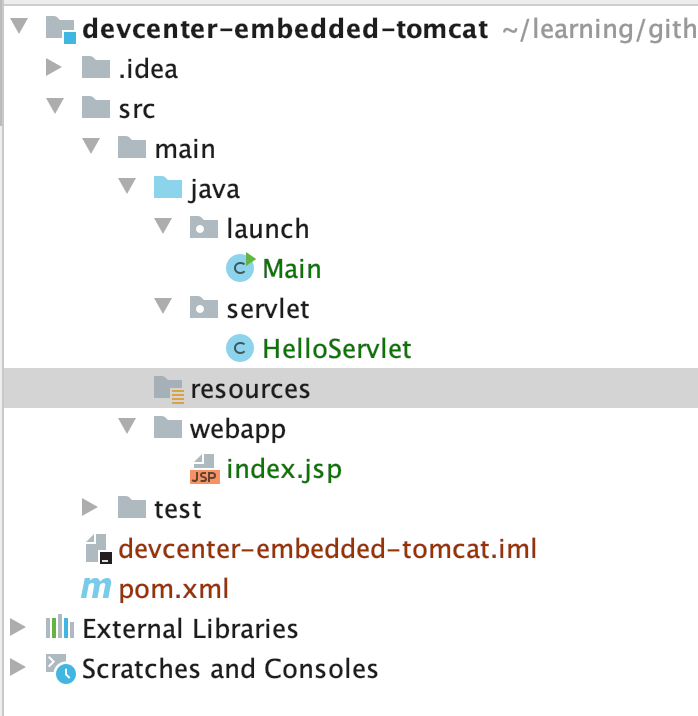 devcenter-embedded-tomcat ~/learning/gith
.idea
src
main
java
launch
C Main
servlet
C HelloServlet
resources
webapp
JSP index.jsp
test
devcenter-embedded-tomcat.iml
m pom.xml
External Libraries
Scratches and Consoles